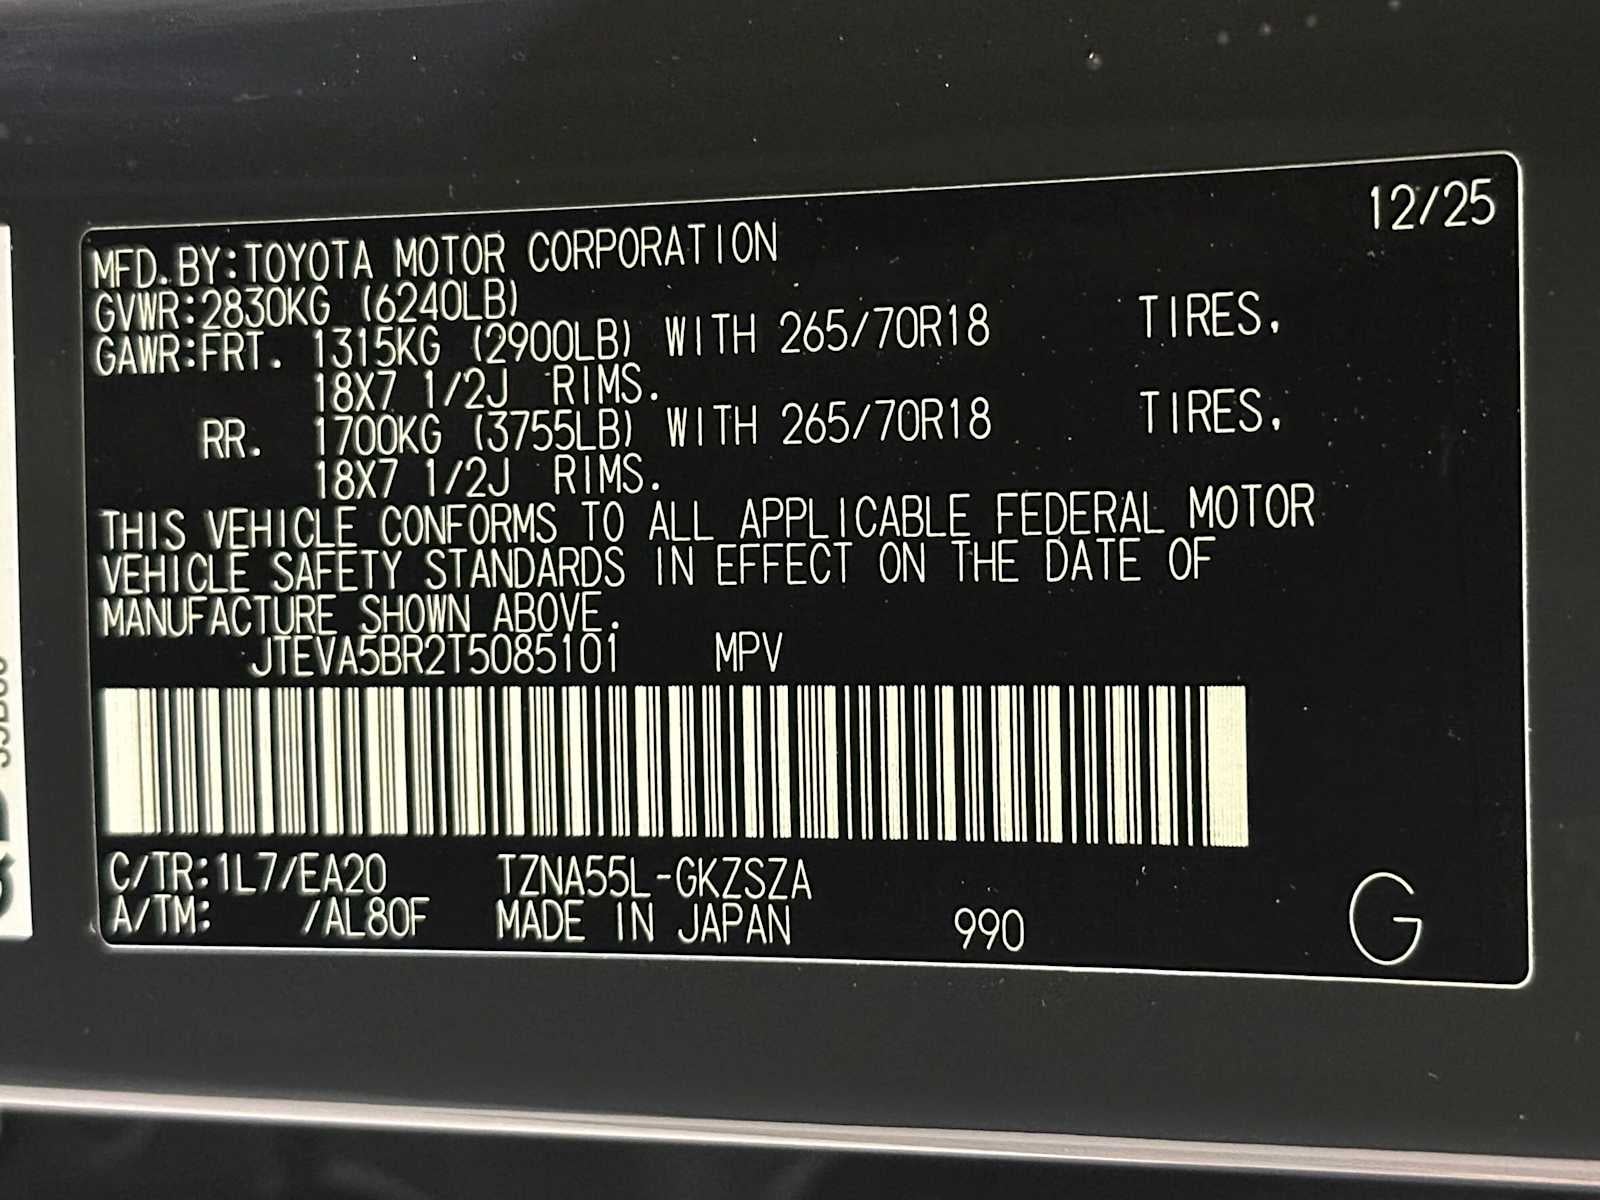 12/25
MFD.BY:TOYOTA MOTOR CORPORATION
GVWR:2830KG (6240LB)
GAWR:FRT. 1315KG (2900LB) WITH 265/70R18 TIRES,
18X7 1/2J RIMS.
RR. 1700KG (3755LB) WITH 265/70R18 TIRES,
18X7 1/2J RIMS.
THIS VEHICLE CONFORMS TO ALL APPLICABLE FEDERAL MOTOR
VEHICLE SAFETY STANDARDS IN EFFECT ON THE DATE OF
MANUFACTURE SHOWN ABOVE.
JTEVA5BR2T5085101 MPV
C/TR:1L7/EA20 TZNA55L-GKZSZA
A/TM: /AL80F MADE IN JAPAN 990 G